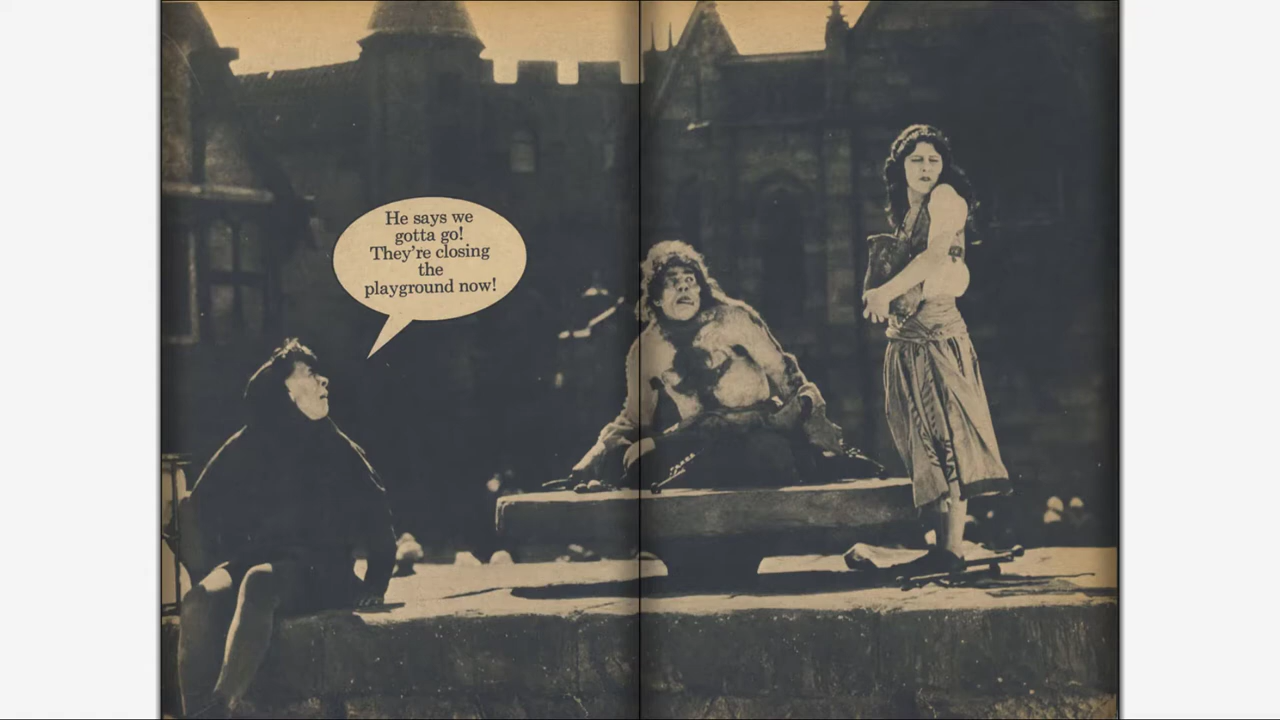 He says we
gotta go!
They're closing
the
playground now!